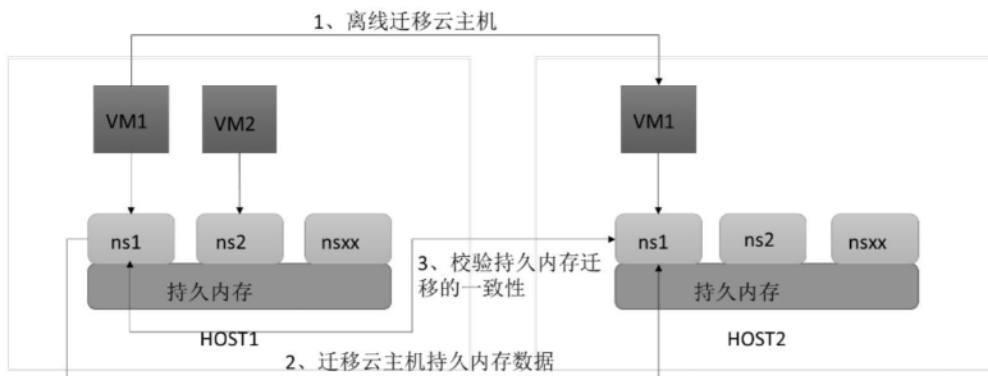 1、离线迁移云主机
VM1
VM2
VM1
ns1
ns2
nsxx
ns1
ns2
nsxx
3、校验持久内存迁
移的一致性
持久内存
持久内存
HOST1
HOST2
2、迁移云主机持久内存数据